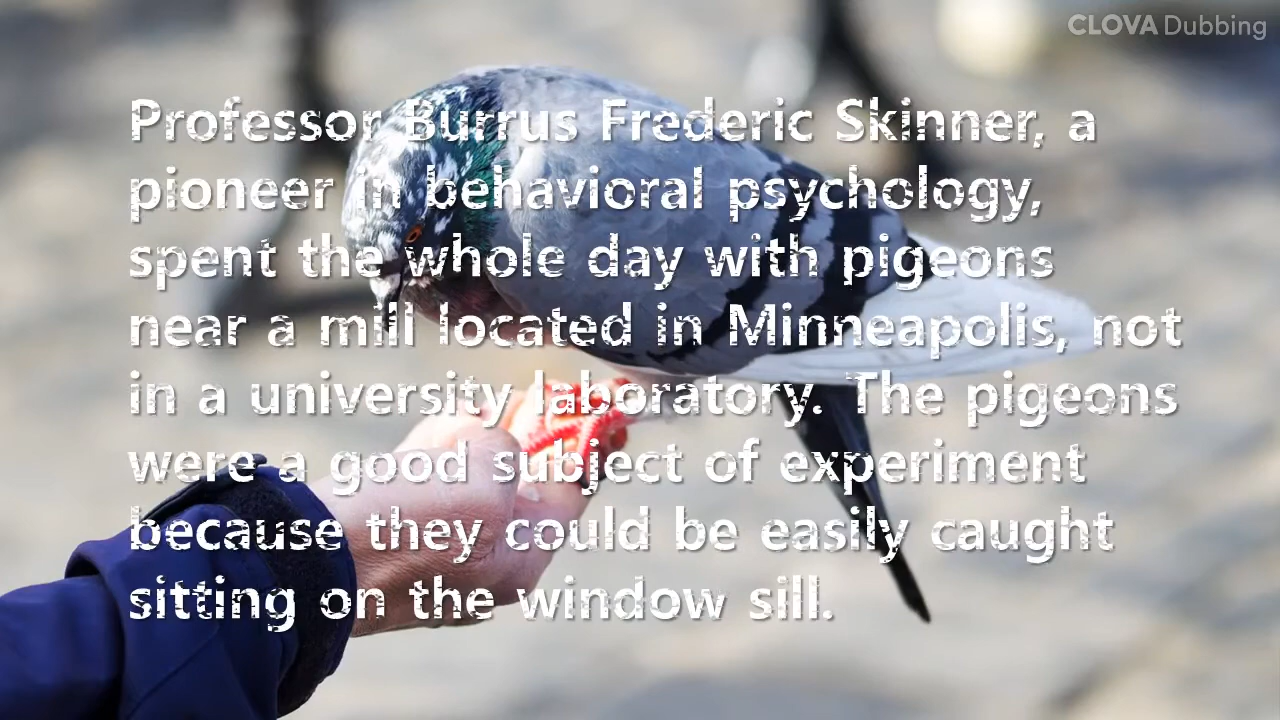 CLOVA Dubbing
Professor Burrus Frederic Skinner, a
pioneer in behavioral psychology,
spent the whole day with pigeons
near a mill located in Minneapolis, not
in a university laboratory. The pigeons
were a good subject of experiment
because they could be easily caught
sitting on the window sill.